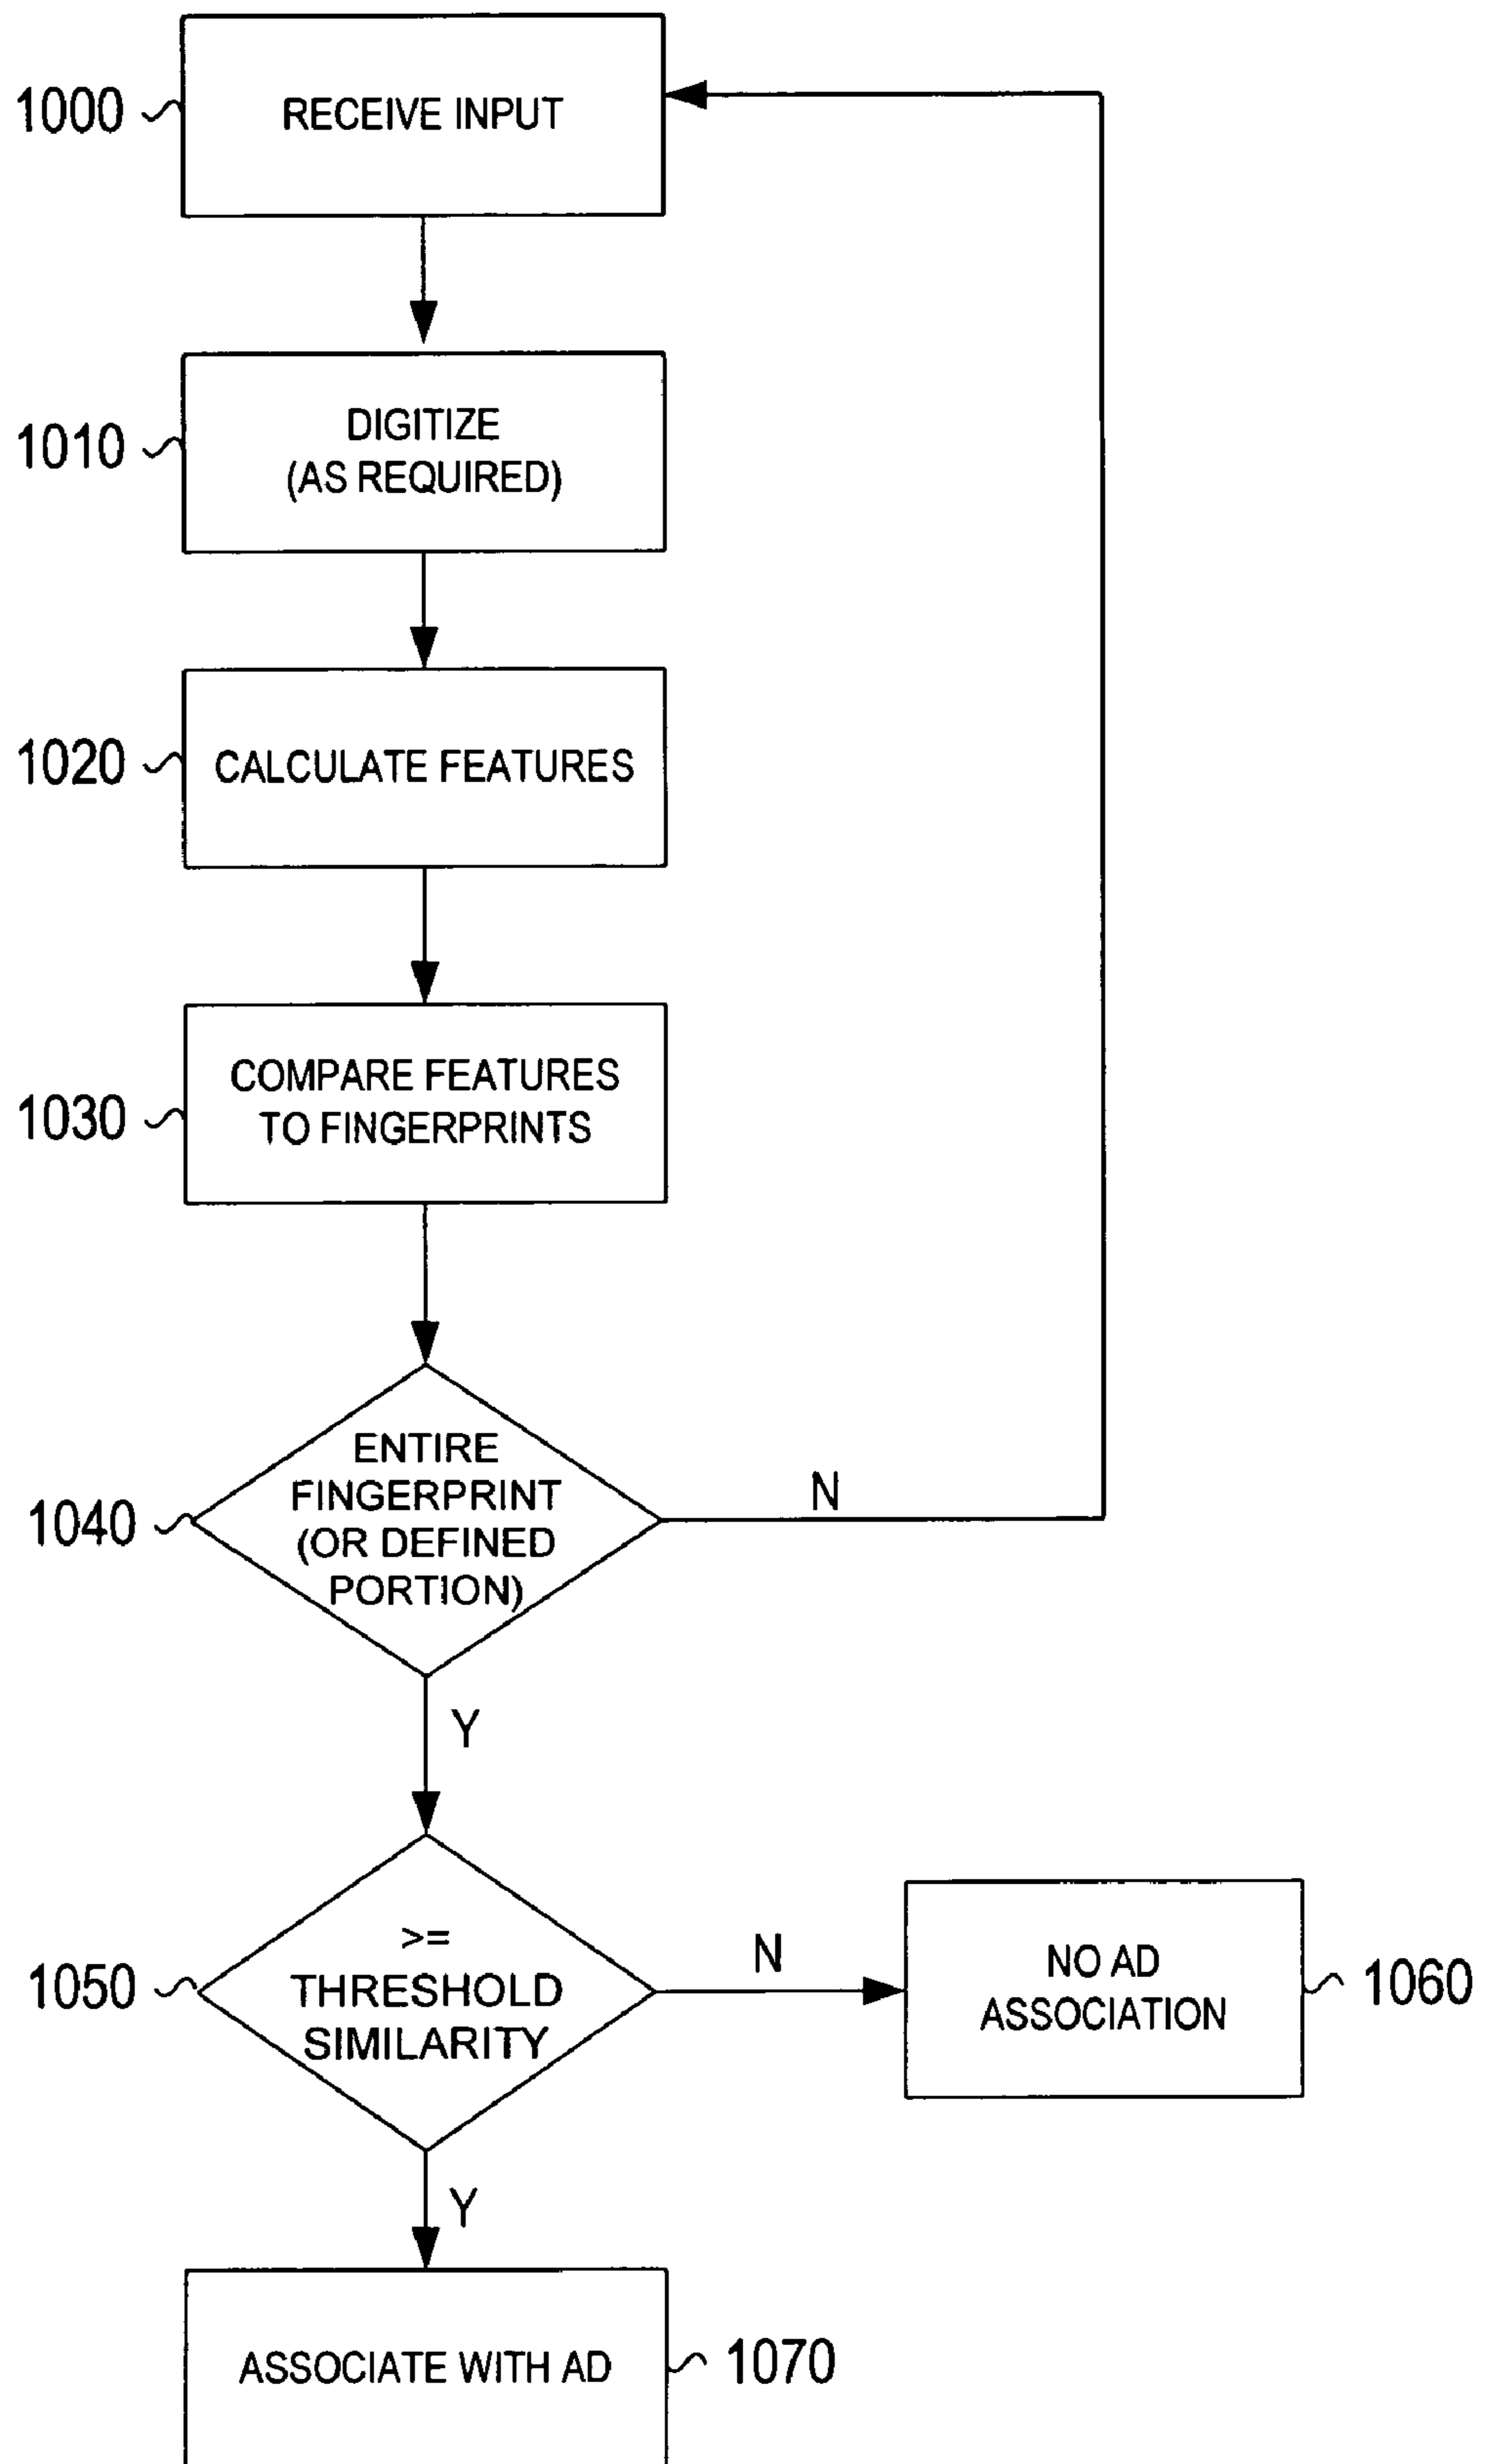 1000
RECEIVE INPUT
1010
DIGITIZE
(AS REQUIRED)
1020
CALCULATE FEATURES
1030
COMPARE FEATURES
TO FINGERPRINTS
1040
ENTIRE
FINGERPRINT
(OR DEFINED
PORTION)
N
Y
1050
>=
THRESHOLD
SIMILARITY
N
NO AD
ASSOCIATION
1060
Y
ASSOCIATE WITH AD
1070